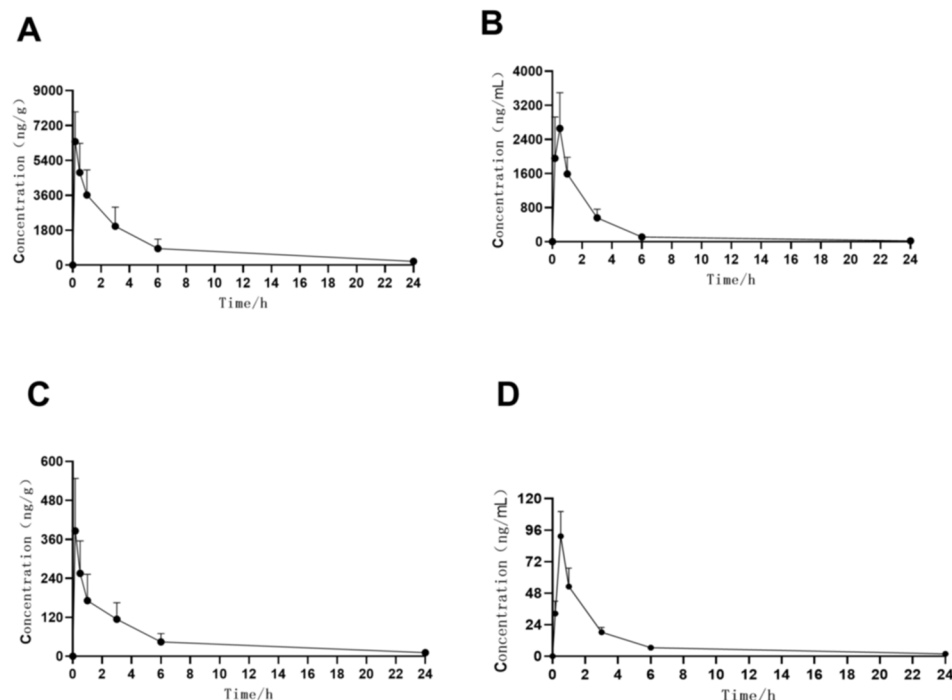 A
Concentration (ng/g)
9000
7200
5400
3600
1800
0
0 2 4 6 8 10 12 14 16 18 20 22 24
Time/h
B
Concentration (ng/mL)
4000
3200
2400
1600
800
0
0 2 4 6 8 10 12 14 16 18 20 22 24
Time/h
C
Concentration (ng/g)
600
480
360
240
120
0
0 2 4 6 8 10 12 14 16 18 20 22 24
Time/h
D
Concentration (ng/mL)
120
96
72
48
24
0
0 2 4 6 8 10 12 14 16 18 20 22 24
Time/h